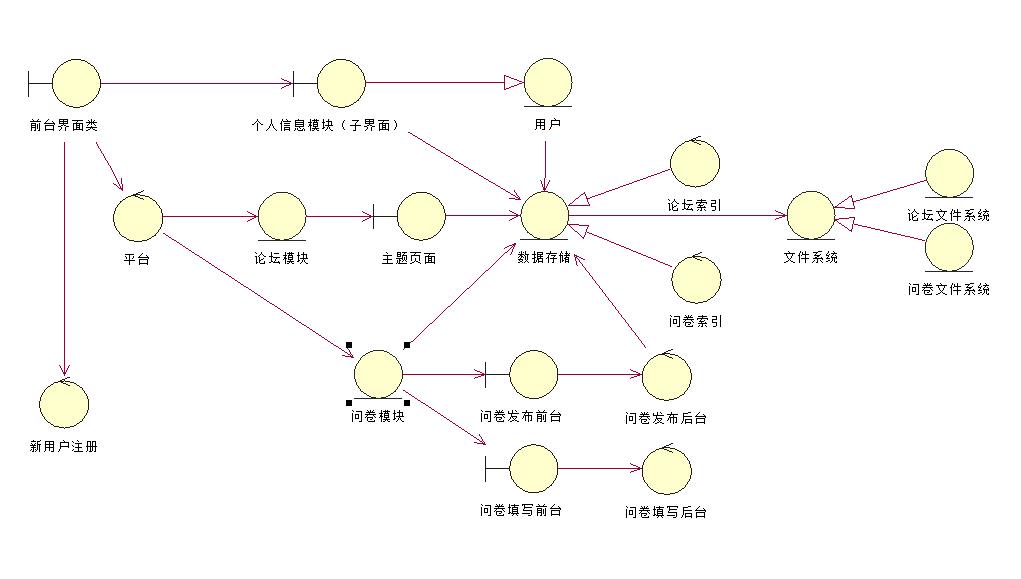 前台界面类
个人信息模块（子界面）
用户
论坛索引
论坛文件系统
平台
论坛模块
主题页面
数据存储
文件系统
问卷文件系统
问卷索引
问卷模块
问卷发布前台
问卷发布后台
新用户注册
问卷填写前台
问卷填写后台